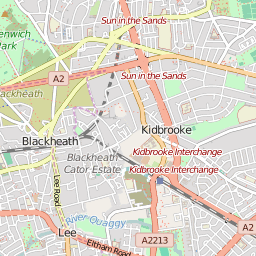 Sun in the Sands
enwich
Park
A2
Sun in the Sands
Blackheath
Kidbrooke
Blackheath
Kidbrooke Interchange
Blackheath
Cator Estate
Kidbrooke Interchange
Lee Road
River Quaggy
A2
Lee
Eltham Road
A2213